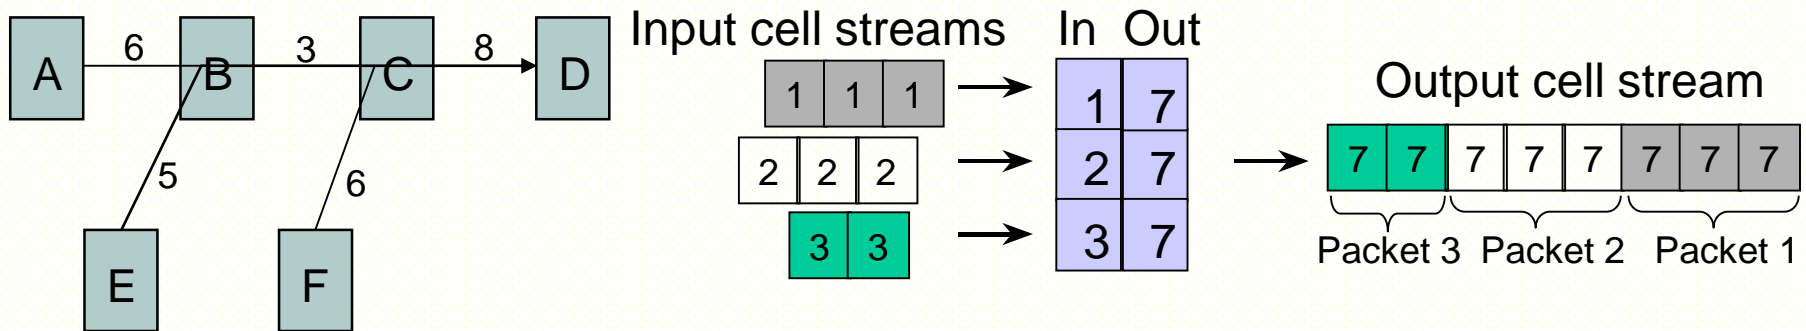 A 6 B 3 C 8 D
5 6
E F
Input cell streams
1 1 1
2 2 2
3 3
In Out
1 7
2 7
3 7
Output cell stream
7 7 7 7 7 7 7 7
Packet 3 Packet 2 Packet 1